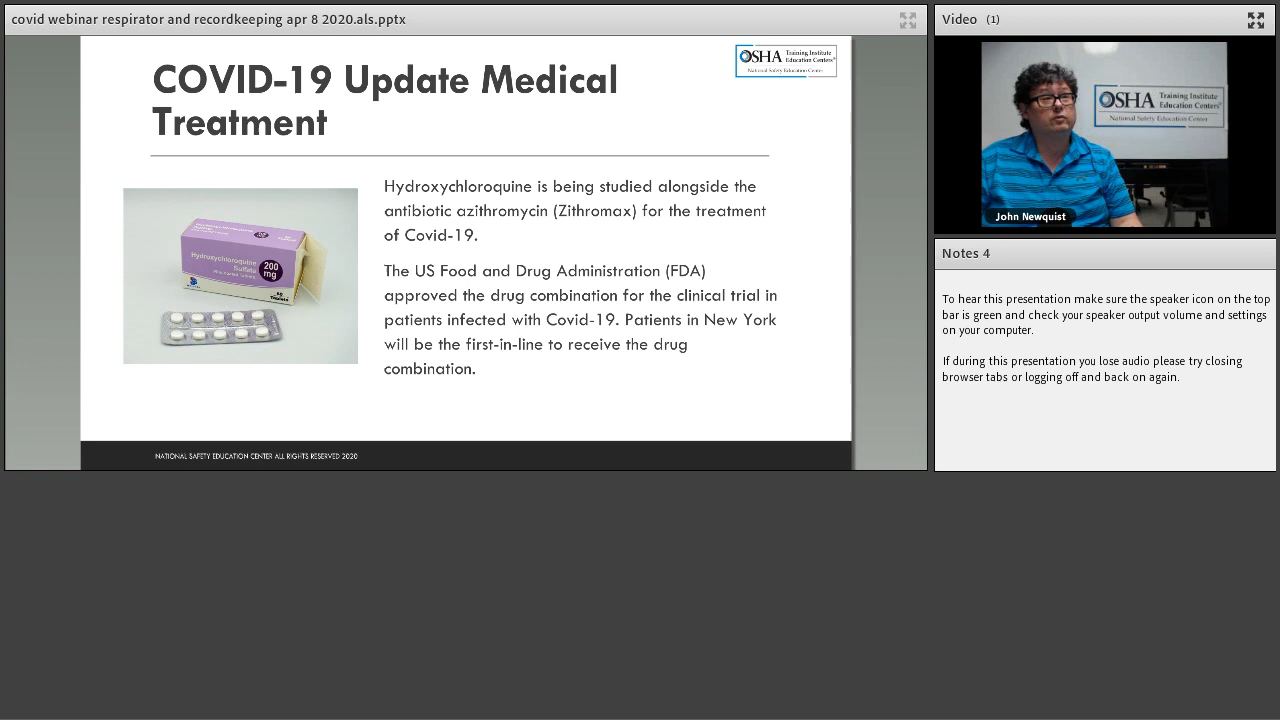 covid webinar respirator and recordkeeping apr 8 2020.als.pptx
OSHA Training Institute
Education Centers®
National Safety Education Center
COVID-19 Update Medical
Treatment
Hydroxychloroquine is being studied alongside the
antibiotic azithromycin (Zithromax) for the treatment
of Covid-19.
The US Food and Drug Administration (FDA)
approved the drug combination for the clinical trial in
patients infected with Covid-19. Patients in New York
will be the first-in-line to receive the drug
combination.
Hydroxychloroquine
Sulfate
200
mg
NATIONAL SAFETY EDUCATION CENTER ALL RIGHTS RESERVED 2020
Video (1)
OSHA Training Institute
Education Centers®
National Safety Education Center
John Newquist
Notes 4
To hear this presentation make sure the speaker icon on the top
bar is green and check your speaker output volume and settings
on your computer.
If during this presentation you lose audio please try closing
browser tabs or logging off and back on again.